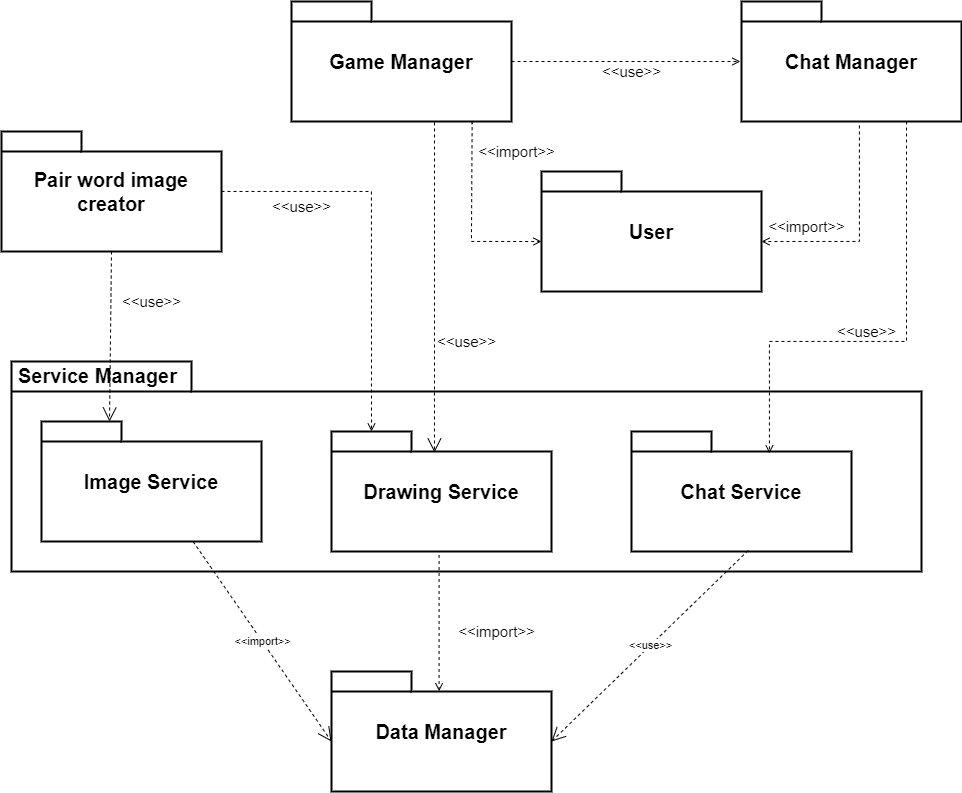 Game Manager
Chat Manager
<<use>>
<<import>>
Pair word image
creator
<<use>>
User
<<import>>
<<use>>
<<use>>
<<use>>
Service Manager
Image Service
Drawing Service
Chat Service
<<import>>
<<import>>
<<use>>
Data Manager